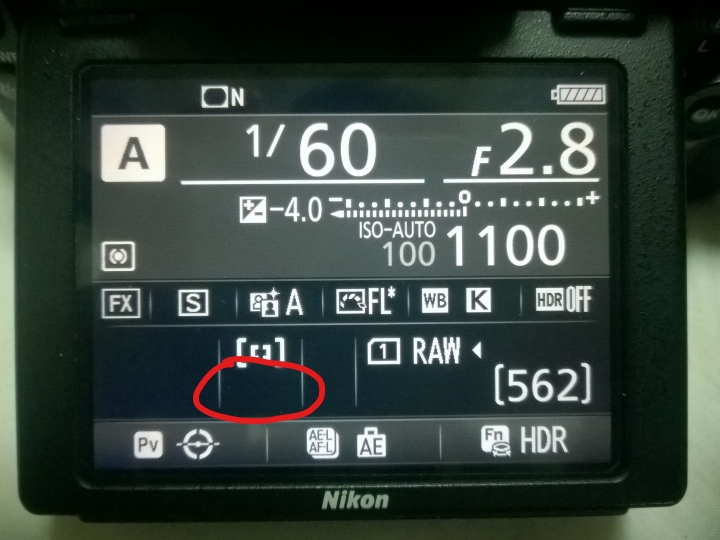 N
A 1/60 F2.8
-4.0 - 0 +
ISO-AUTO
100 1100
FX S A FL* WB K HDR OFF
1 RAW
[562]
Pv AE-L AF-L AE Fn HDR
Nikon